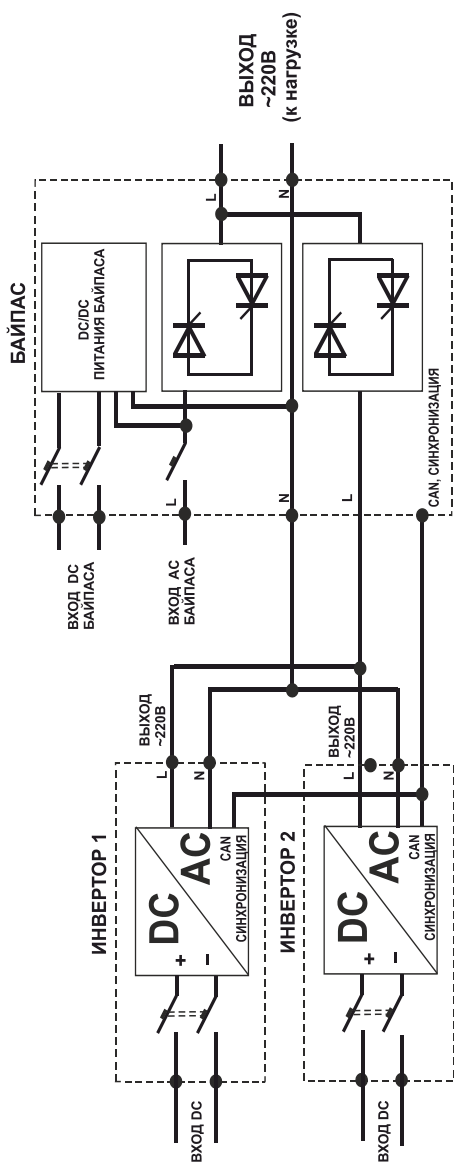 ИНВЕРТОР 1
ВХОД DC
+
–
DC
AC
CAN
СИНХРОНИЗАЦИЯ
L
N
ВЫХОД
~220В
ИНВЕРТОР 2
ВХОД DC
+
–
DC
AC
CAN
СИНХРОНИЗАЦИЯ
L
N
ВЫХОД
~220В
БАЙПАС
ВХОД DC
БАЙПАСА
ВХОД AC
БАЙПАСА
L
N
L
DC/DC
ПИТАНИЯ БАЙПАСА
CAN, СИНХРОНИЗАЦИЯ
L
N
ВЫХОД
~220В
(к нагрузке)